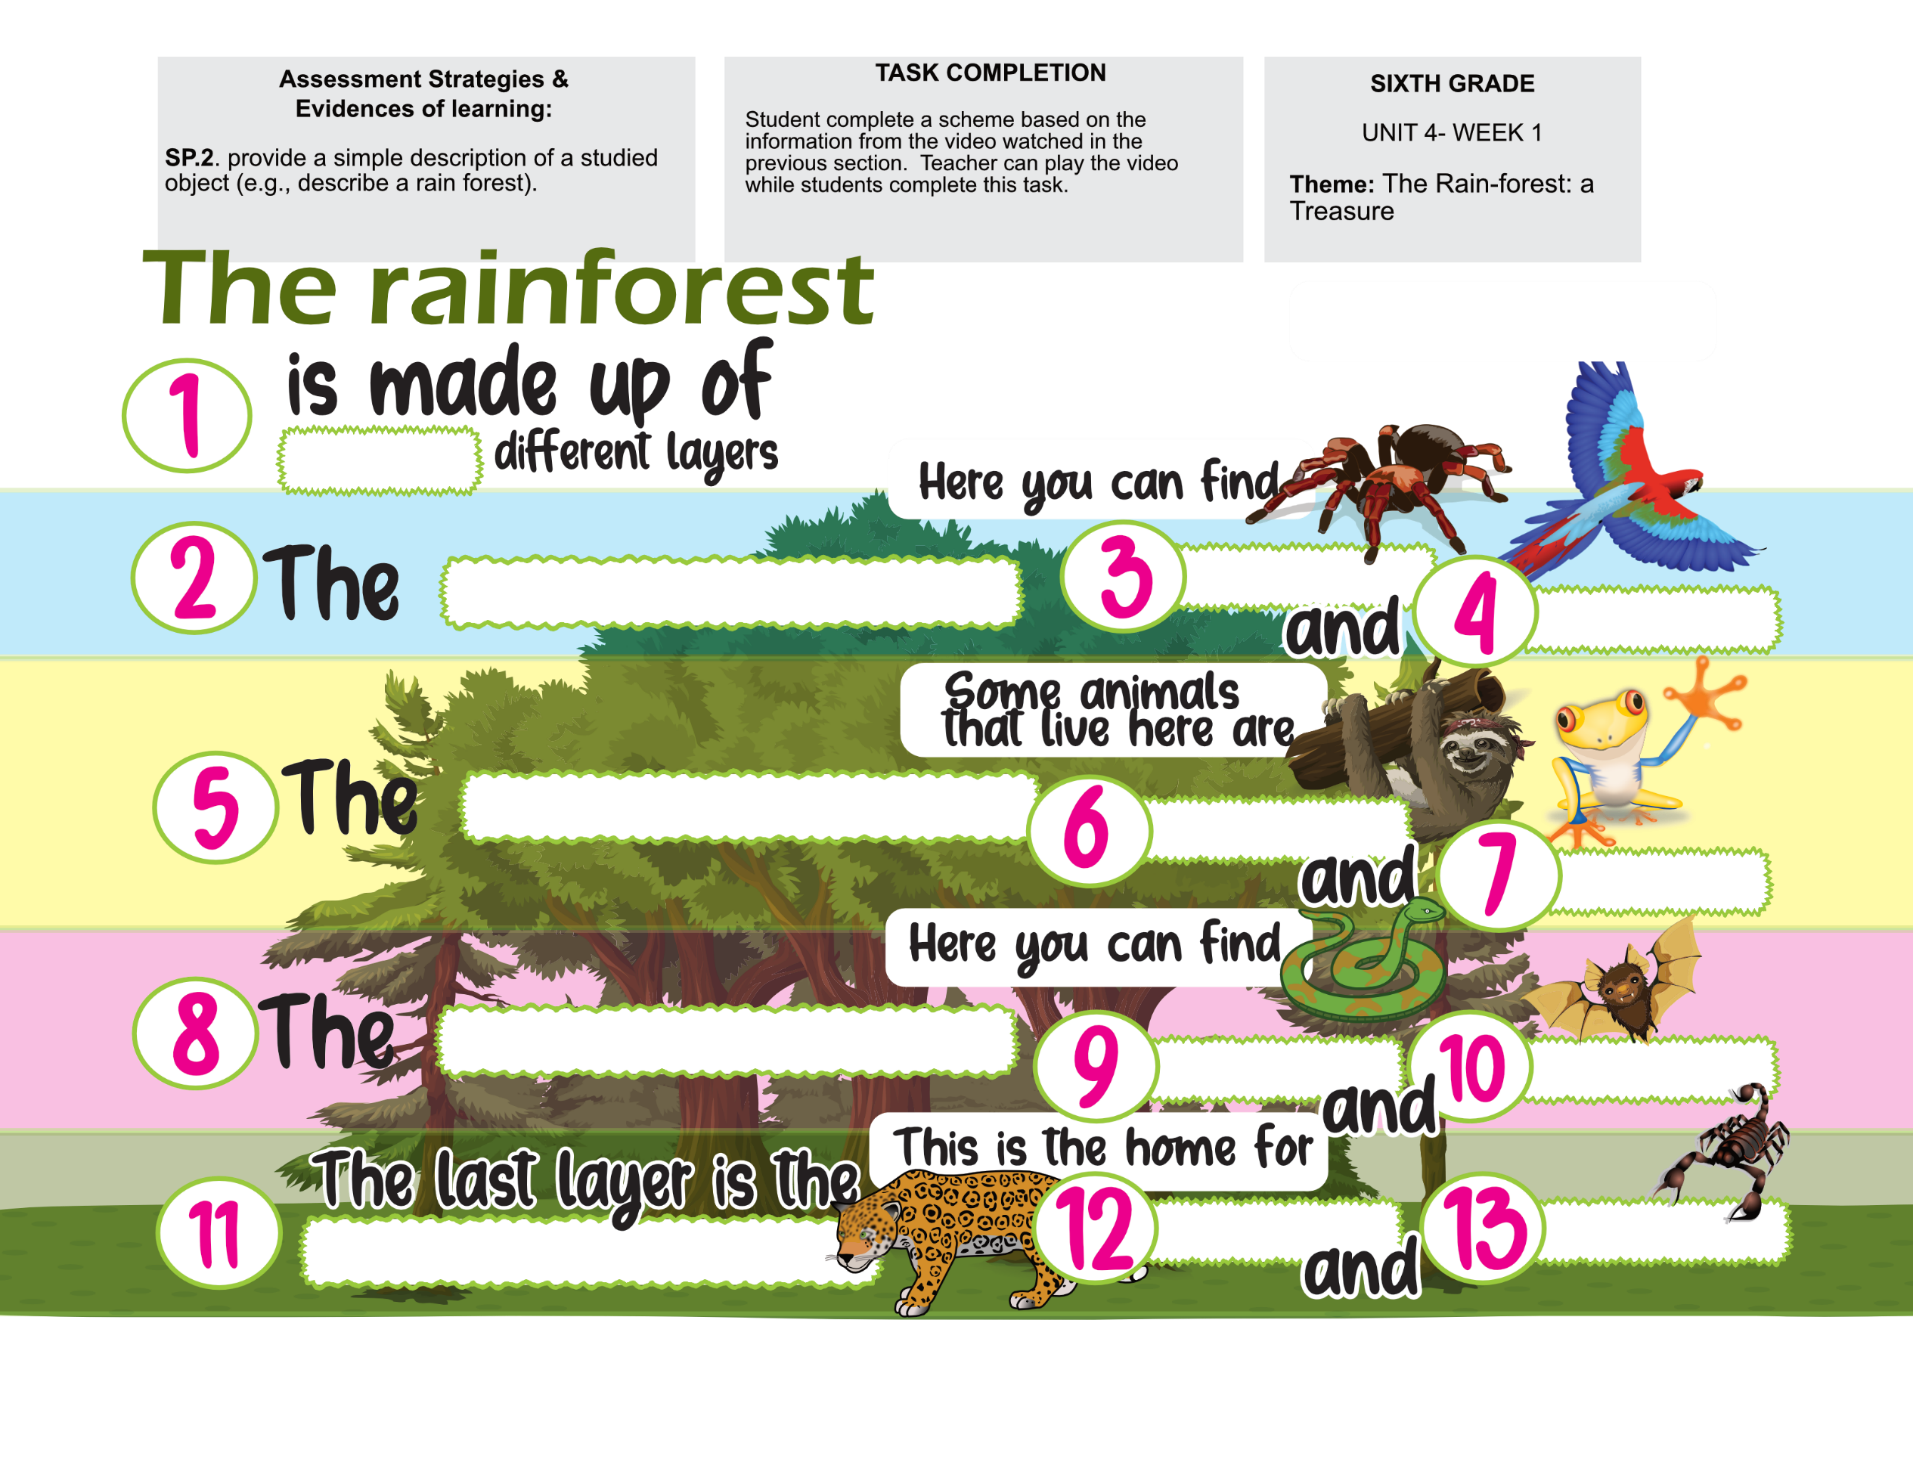 Assessment Strategies &
Evidences of learning:
SP.2. provide a simple description of a studied
object (e.g., describe a rain forest).
TASK COMPLETION
Student complete a scheme based on the
information from the video watched in the
previous section. Teacher can play the video
while students complete this task.
SIXTH GRADE
UNIT 4- WEEK 1
Theme: The Rain-forest: a
Treasure
The rainforest
1
is made up of
different layers
2 The
Here you can find
3
and 4
5 The
Some animals
that live here are
6
and 7
8 The
Here you can find
9
and 10
11
The last layer is the
This is the home for
12
and 13